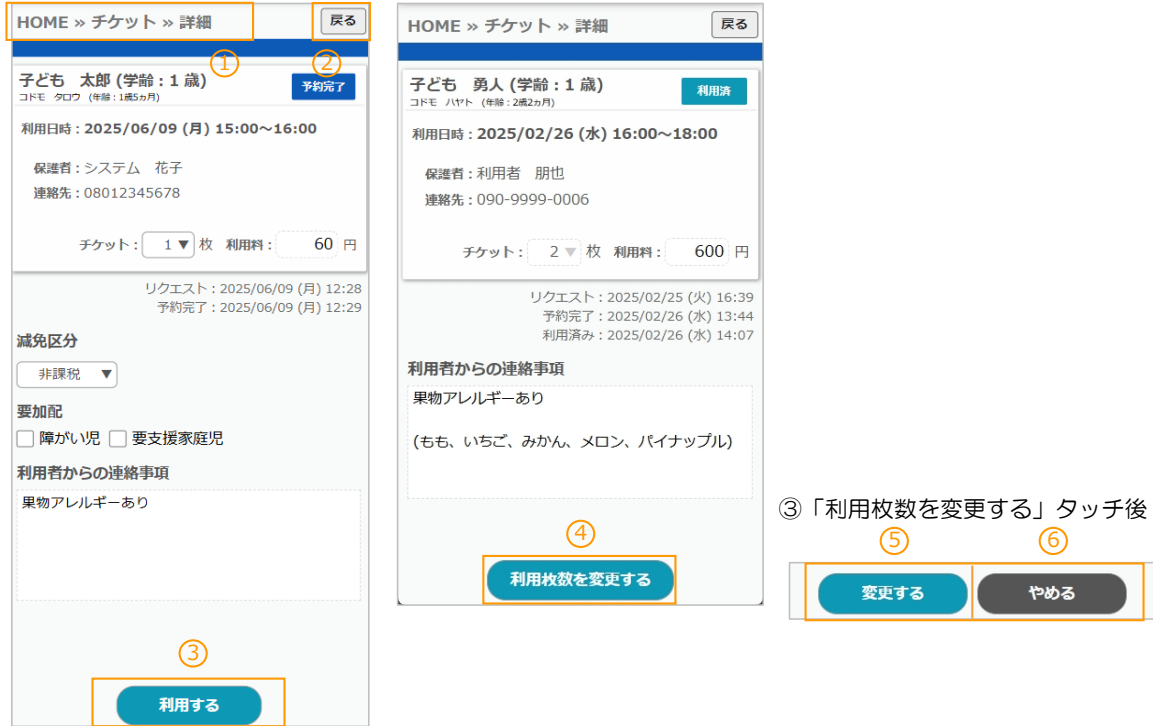 HOME » チケット » 詳細
戻る
①
②
子ども　太郎 (学齢：1 歳)
コドモ　タロウ (年齢：1歳5ヵ月)
予約完了
利用日時：2025/06/09 (月) 15:00～16:00
保護者：システム　花子
連絡先：08012345678
チケット： 1▼ 枚 利用料： 60 円
リクエスト：2025/06/09 (月) 12:28
予約完了：2025/06/09 (月) 12:29
減免区分
非課税 ▼
要加配
障がい児 要支援家庭児
利用者からの連絡事項
果物アレルギーあり
③
利用する
HOME » チケット » 詳細
戻る
子ども　勇人 (学齢：1 歳)
コドモ　ハヤト (年齢：2歳2ヵ月)
利用済
利用日時：2025/02/26 (水) 16:00～18:00
保護者：利用者　朋也
連絡先：090-9999-0006
チケット： 2▼ 枚 利用料： 600 円
リクエスト：2025/02/25 (火) 16:39
予約完了：2025/02/26 (水) 13:44
利用済み：2025/02/26 (水) 14:07
利用者からの連絡事項
果物アレルギーあり
(もも、いちご、みかん、メロン、パイナップル)
④
利用枚数を変更する
③「利用枚数を変更する」タッチ後
⑤
⑥
変更する
やめる